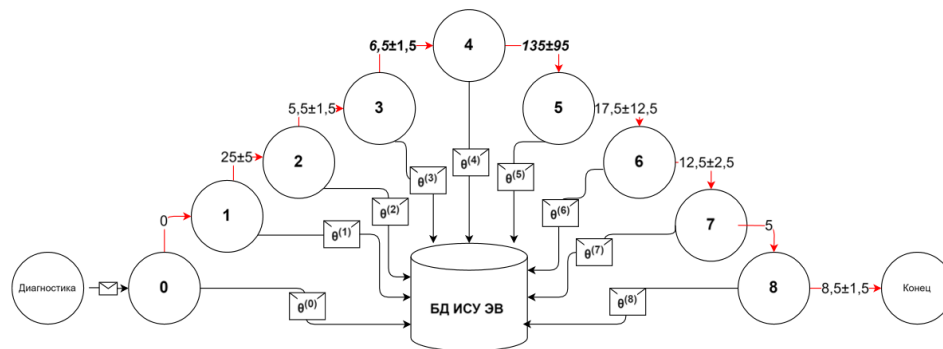 6,5±1,5
4
135±95
5,5±1,5
3
5
17,5±12,5
25±5
2
θ(3)
θ(4)
θ(5)
6
12,5±2,5
0
1
θ(1)
θ(2)
θ(6)
θ(7)
7
5
Диагностика
0
θ(0)
БД ИСУ ЭВ
θ(8)
8
8,5±1,5
Конец